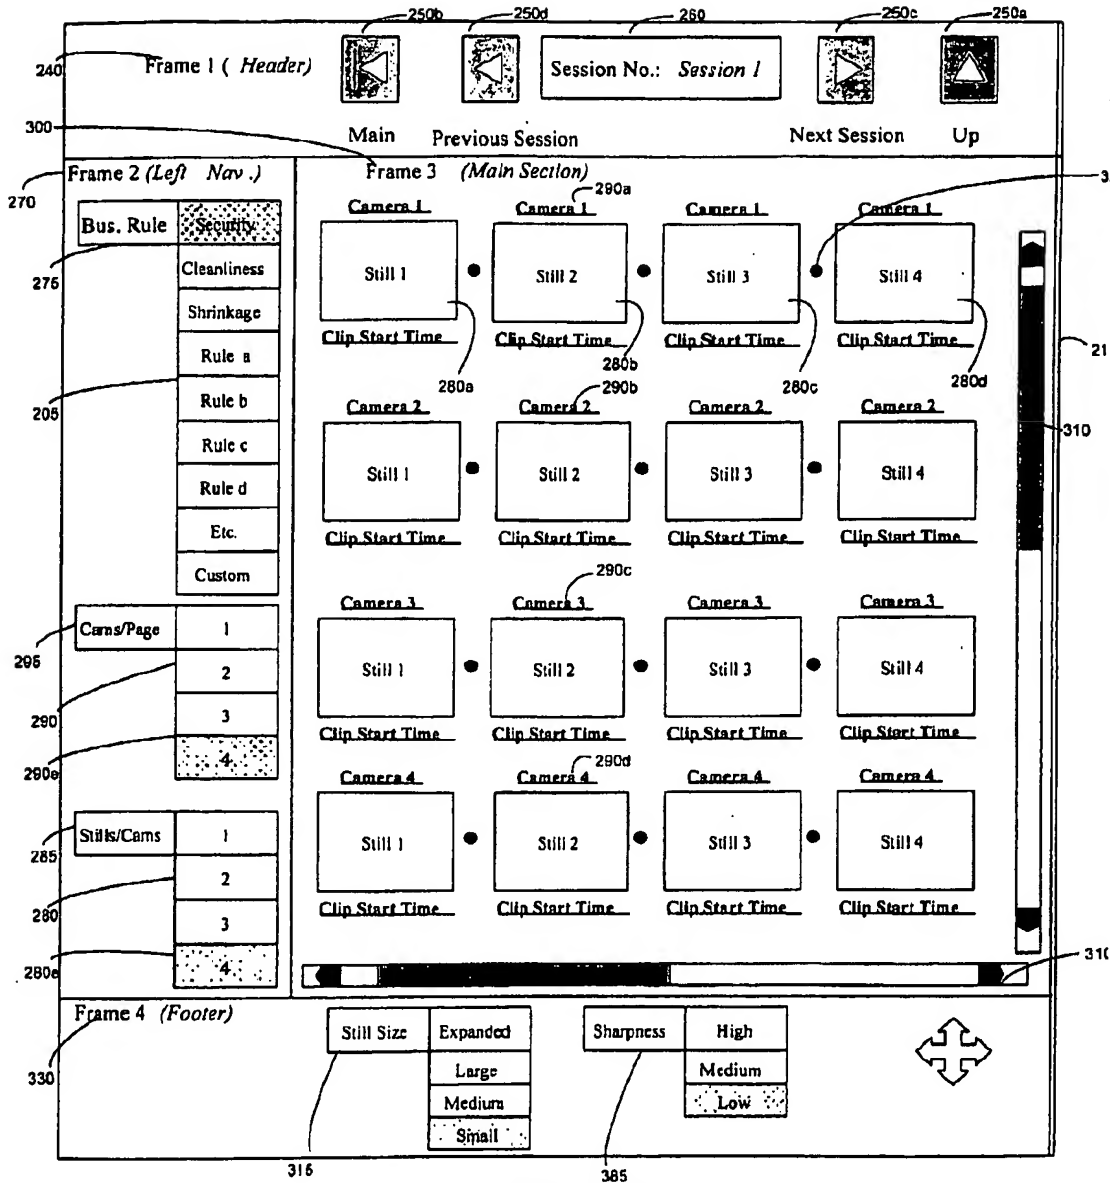 250b 250d 260 250c 250a
240 Frame 1 ( Header) Session No.: Session 1
300 Main Previous Session Next Session Up
Frame 2 (Left Nav.) Frame 3 (Main Section)
270
Bus. Rule Security
275 Cleanliness
Shrinkage
Rule a
205 Rule b
Rule c
Rule d
Etc.
Custom
Cams/Page 1
295 2
290 3
290e 4
Stills/Cams 1
285 2
280 3
280e 4
Camera 1 Camera 1 290a Camera 1 Camera 1
Still 1 Still 2 Still 3 Still 4
Clip Start Time Clip Start Time Clip Start Time Clip Start Time
280a 280b 280c 280d
21
Camera 2 Camera 2 290b Camera 2 Camera 2
Still 1 Still 2 Still 3 Still 4
310
Clip Start Time Clip Start Time Clip Start Time Clip Start Time
290c
Camera 3 Camera 3 Camera 3 Camera 3
Still 1 Still 2 Still 3 Still 4
Clip Start Time Clip Start Time Clip Start Time Clip Start Time
Camera 4 Camera 4 290d Camera 4 Camera 4
Still 1 Still 2 Still 3 Still 4
Clip Start Time Clip Start Time Clip Start Time Clip Start Time
310
Frame 4 (Footer)
330
Still Size Expanded
Large
Medium
Small
315
Sharpness High
Medium
Low
385